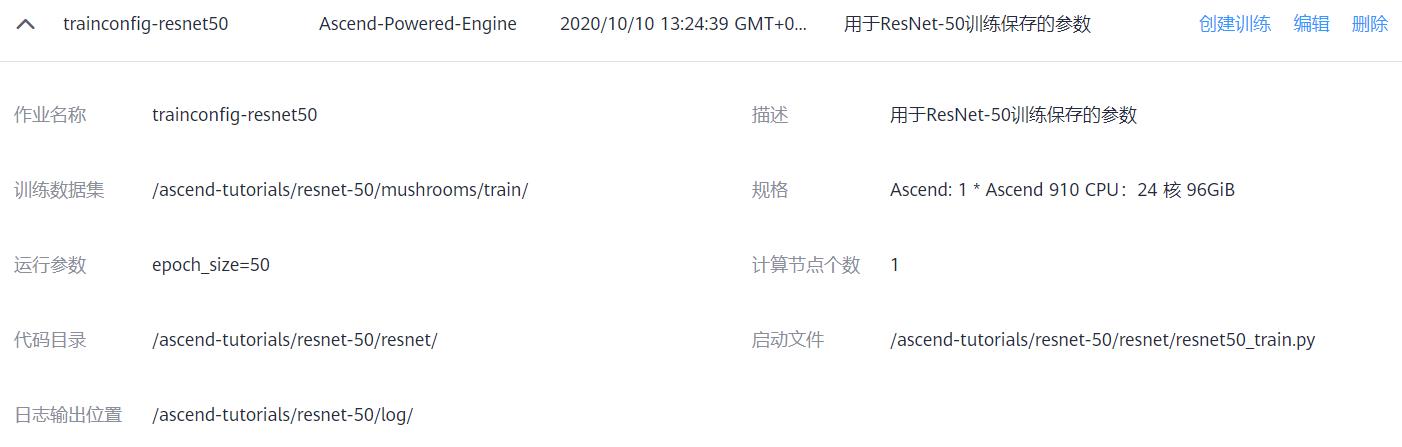 trainconfig-resnet50 Ascend-Powered-Engine 2020/10/10 13:24:39 GMT+0... 用于ResNet-50训练保存的参数 创建训练 编辑 删除
作业名称 trainconfig-resnet50 描述 用于ResNet-50训练保存的参数
训练数据集 /ascend-tutorials/resnet-50/mushrooms/train/ 规格 Ascend: 1 * Ascend 910 CPU：24 核 96GiB
运行参数 epoch_size=50 计算节点个数 1
代码目录 /ascend-tutorials/resnet-50/resnet/ 启动文件 /ascend-tutorials/resnet-50/resnet/resnet50_train.py
日志输出位置 /ascend-tutorials/resnet-50/log/